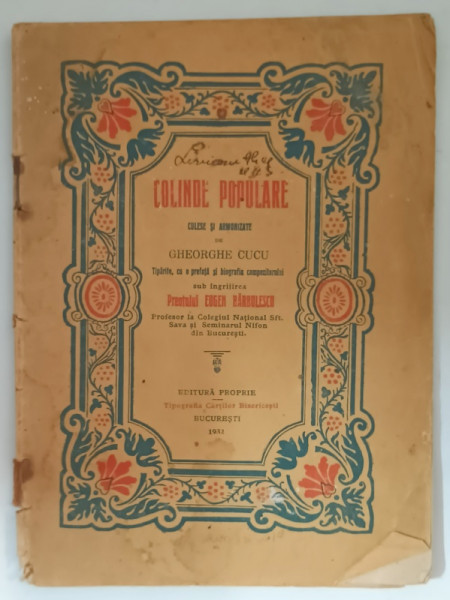 COLINDE POPULARE
CULESE ȘI ARMONIZATE
DE
GHEORGHE CUCU
Tipărite, cu o prefață și biografia compozitorului
sub îngrijirea
Preotului EUGEN BĂRBULESCU
Profesor la Colegiul Național Sft.
Sava și Seminarul Nifon
din București.
EDITURĂ PROPRIE
Tipografia Cărților Bisericești
BUCUREȘTI